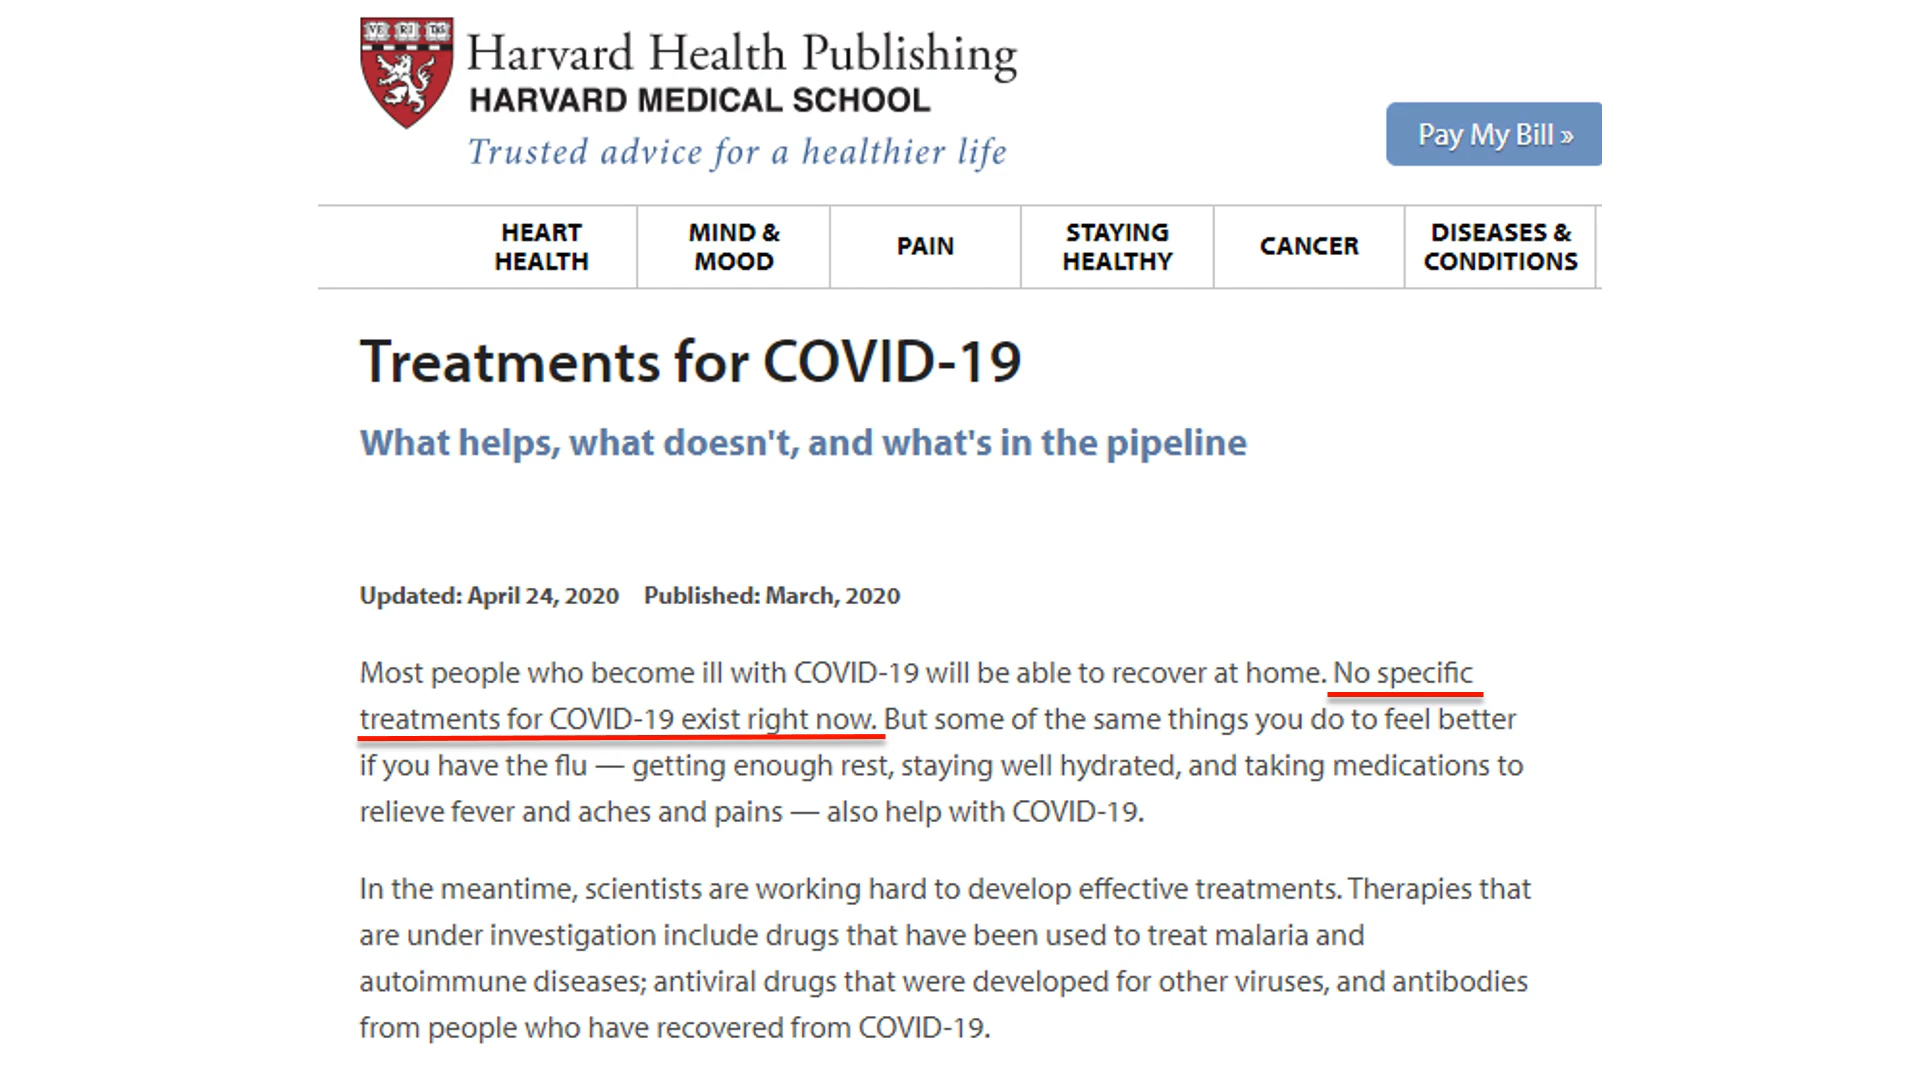 VE RI TAS
Harvard Health Publishing
HARVARD MEDICAL SCHOOL
Trusted advice for a healthier life
Pay My Bill »
HEART HEALTH
MIND & MOOD
PAIN
STAYING HEALTHY
CANCER
DISEASES & CONDITIONS
Treatments for COVID-19
What helps, what doesn't, and what's in the pipeline
Updated: April 24, 2020 Published: March, 2020
Most people who become ill with COVID-19 will be able to recover at home. No specific
treatments for COVID-19 exist right now. But some of the same things you do to feel better
if you have the flu — getting enough rest, staying well hydrated, and taking medications to
relieve fever and aches and pains — also help with COVID-19.
In the meantime, scientists are working hard to develop effective treatments. Therapies that
are under investigation include drugs that have been used to treat malaria and
autoimmune diseases; antiviral drugs that were developed for other viruses, and antibodies
from people who have recovered from COVID-19.